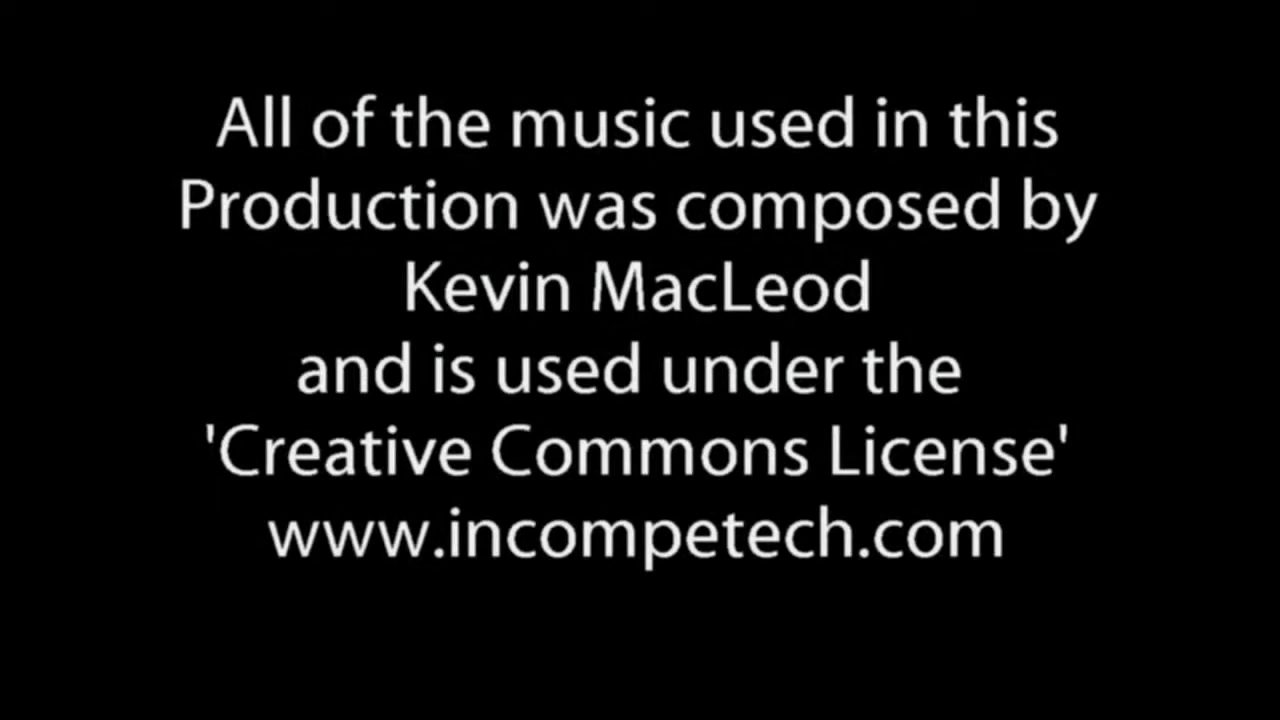 All of the music used in this
Production was composed by
Kevin MacLeod
and is used under the
'Creative Commons License'
www.incompetech.com